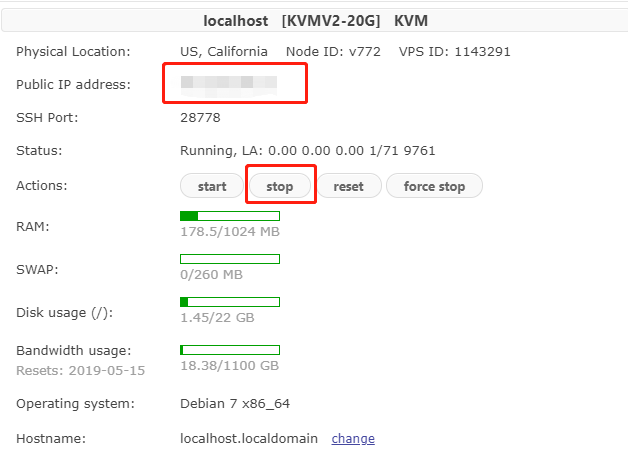 localhost [KVMV2-20G] KVM
Physical Location: US, California Node ID: v772 VPS ID: 1143291
Public IP address:
SSH Port: 28778
Status: Running, LA: 0.00 0.00 0.00 1/71 9761
Actions: start stop reset force stop
RAM:
178.5/1024 MB
SWAP:
0/260 MB
Disk usage (/):
1.45/22 GB
Bandwidth usage:
Resets: 2019-05-15 18.38/1100 GB
Operating system: Debian 7 x86_64
Hostname: localhost.localdomain change